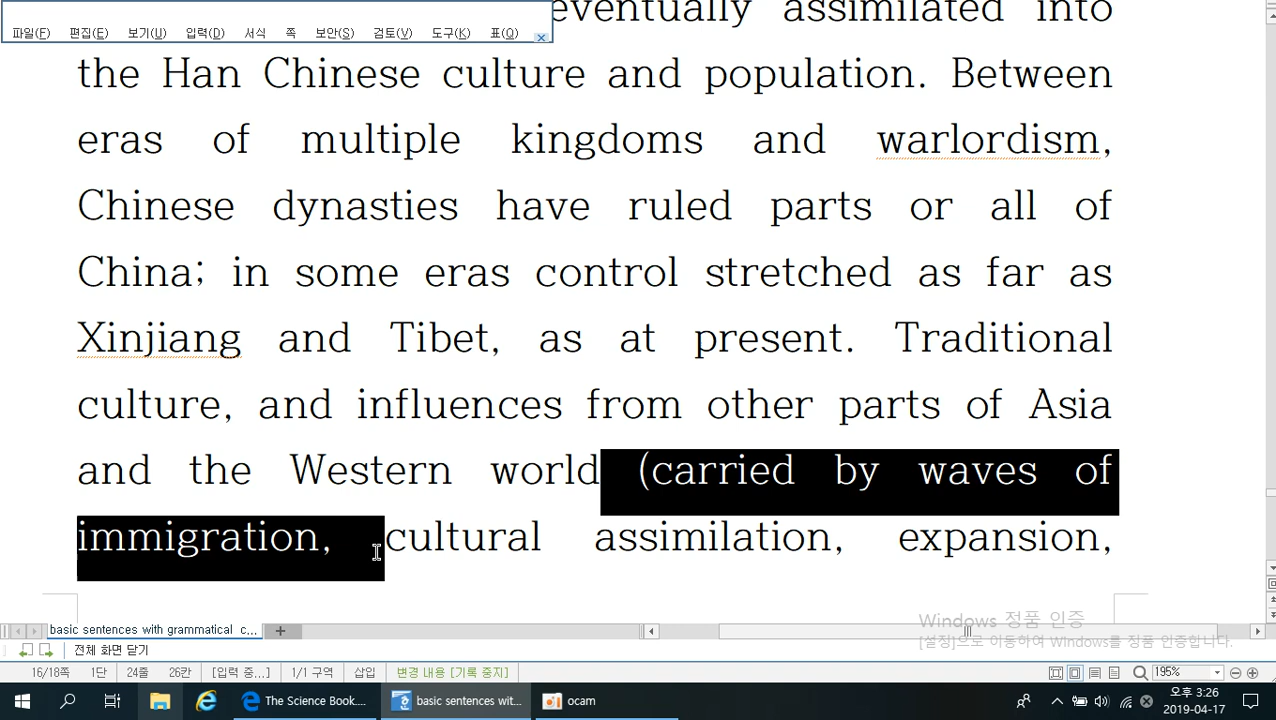 eventually assimilated into
파일(F) 편집(E) 보기(U) 입력(D) 서식 쪽 보안(S) 검토(V) 도구(K) 표(Q)
the Han Chinese culture and population. Between
eras of multiple kingdoms and warlordism,
Chinese dynasties have ruled parts or all of
China; in some eras control stretched as far as
Xinjiang and Tibet, as at present. Traditional
culture, and influences from other parts of Asia
and the Western world (carried by waves of
immigration, cultural assimilation, expansion,
Windows 정품 인증
[설정]으로 이동하여 Windows를 정품 인증합니다.
basic sentences with grammatical c...
전체 화면 닫기
16/18쪽 1단 24줄 26칸 [입력 중...] 1/1 구역 삽입 변경 내용 [기록 중지] 195%
The Science Book.... basic sentences wit... ocam 오후 3:26
2019-04-17